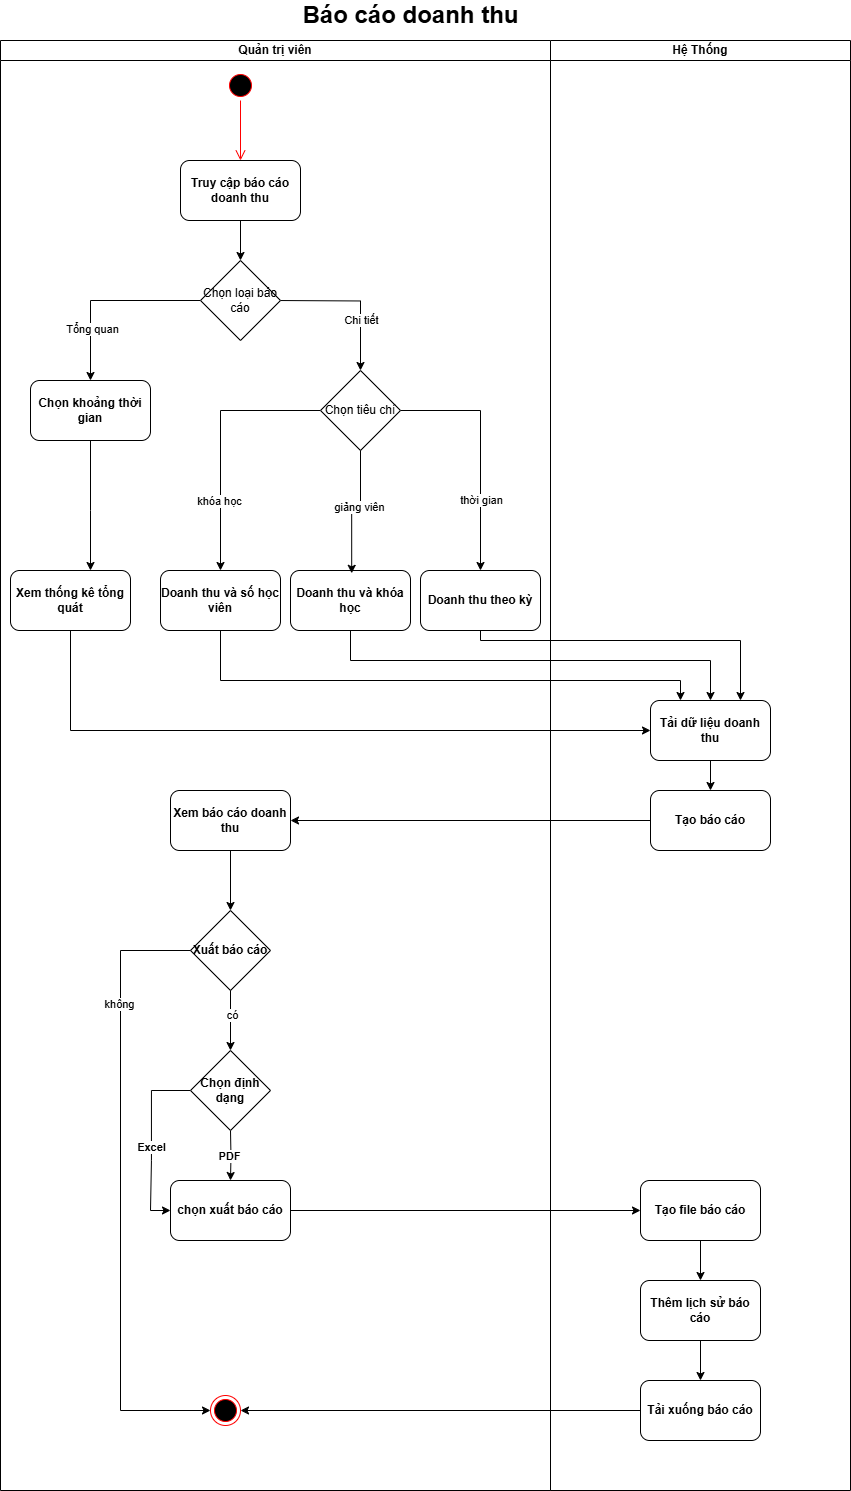 Báo cáo doanh thu
Quản trị viên
Hệ Thống
Truy cập báo cáo
doanh thu
Chọn loại báo
cáo
Tổng quan
Chi tiết
Chọn khoảng thời
gian
Chọn tiêu chí
khóa học
giảng viên
thời gian
Xem thống kê tổng
quát
Doanh thu và số học
viên
Doanh thu và khóa
học
Doanh thu theo kỳ
Tải dữ liệu doanh
thu
Xem báo cáo doanh
thu
Tạo báo cáo
Xuất báo cáo
không
có
Chọn định
dạng
Excel
PDF
chọn xuất báo cáo
Tạo file báo cáo
Thêm lịch sử báo
cáo
Tải xuống báo cáo